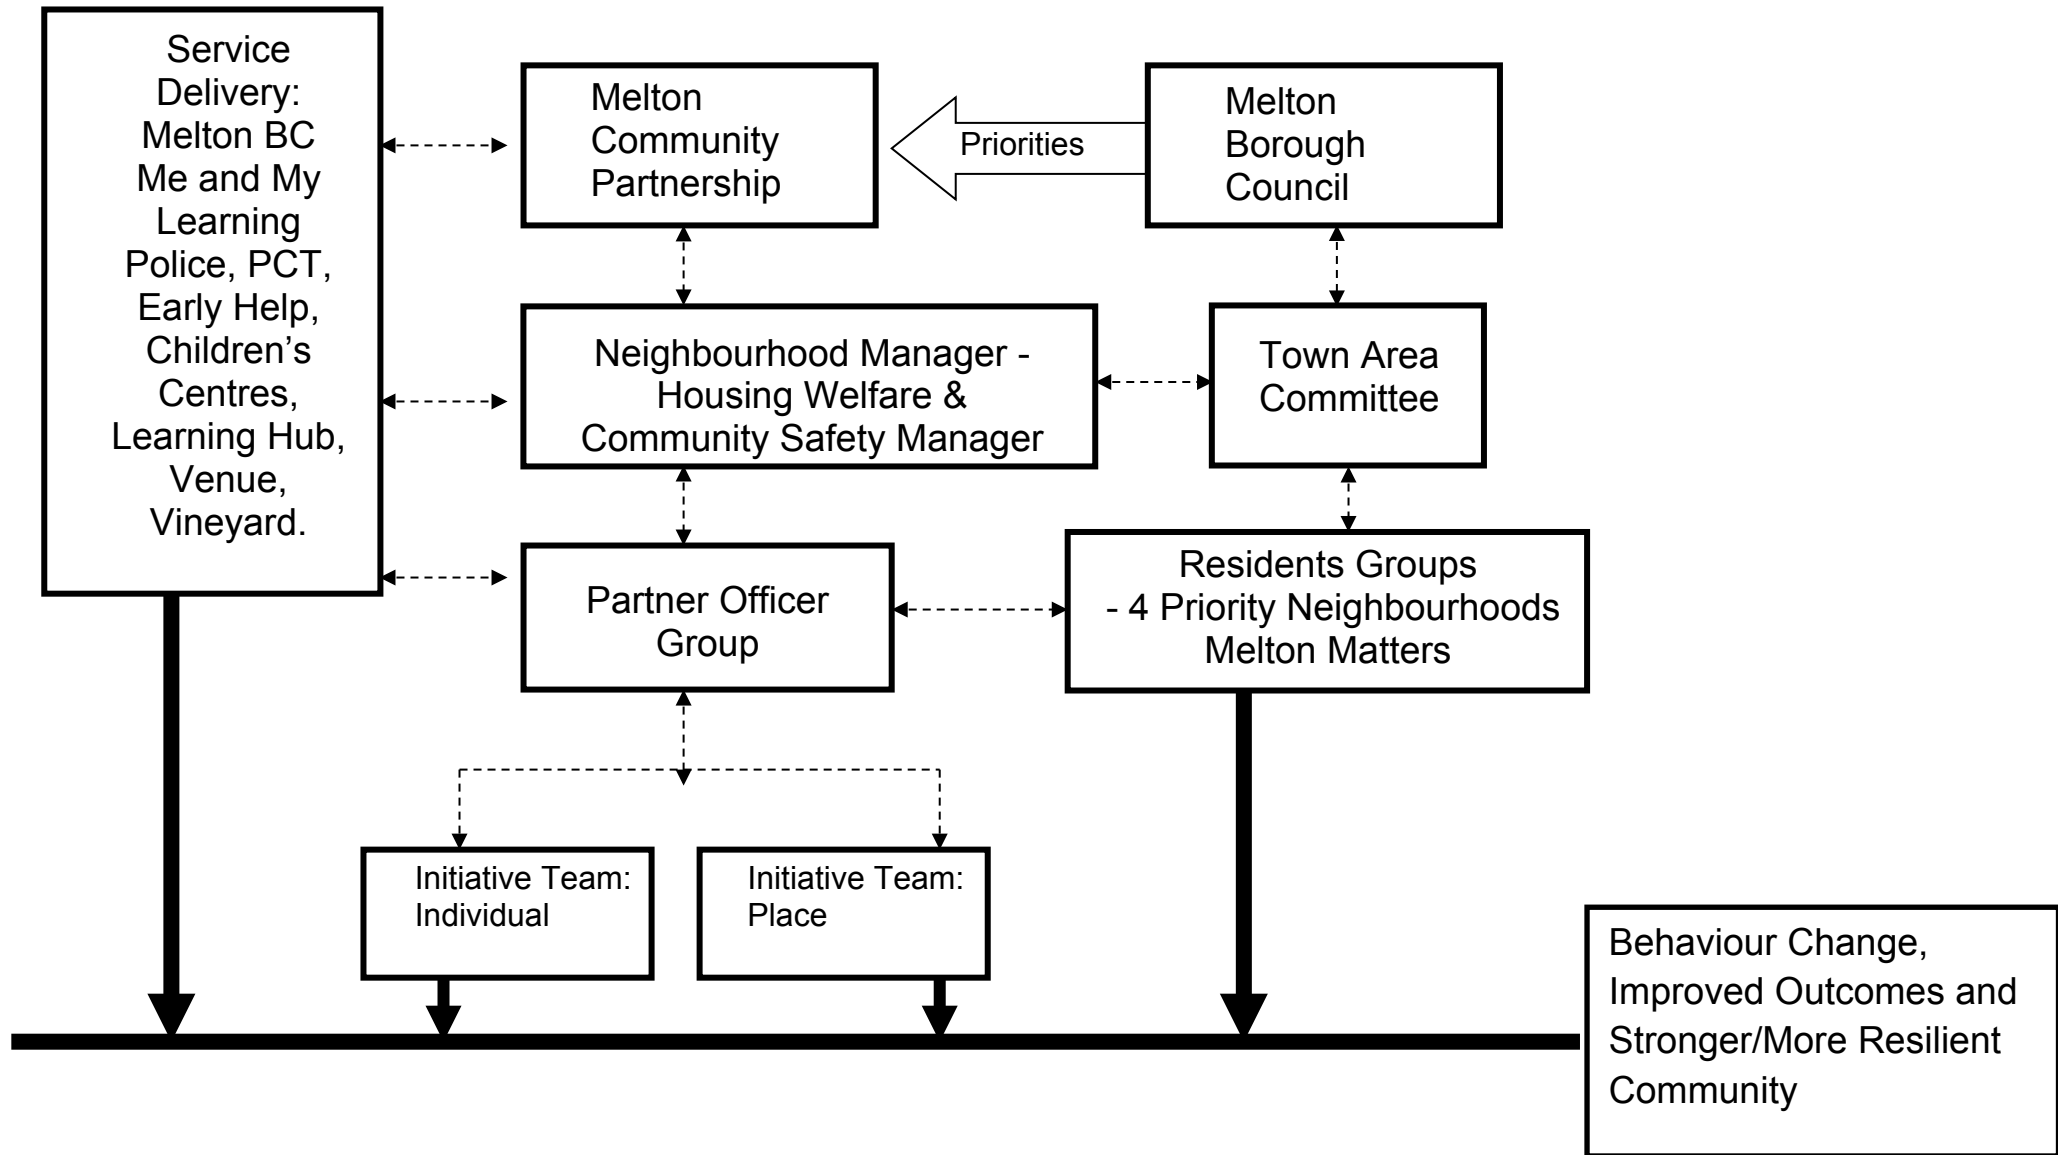 Service
Delivery:
Melton BC
Me and My
Learning
Police, PCT,
Early Help,
Children’s
Centres,
Learning Hub,
Venue,
Vineyard.
Melton
Community
Partnership
Priorities
Melton
Borough
Council
Neighbourhood Manager -
Housing Welfare &
Community Safety Manager
Town Area
Committee
Partner Officer
Group
Residents Groups
- 4 Priority Neighbourhoods
Melton Matters
Initiative Team:
Individual
Initiative Team:
Place
Behaviour Change,
Improved Outcomes and
Stronger/More Resilient
Community